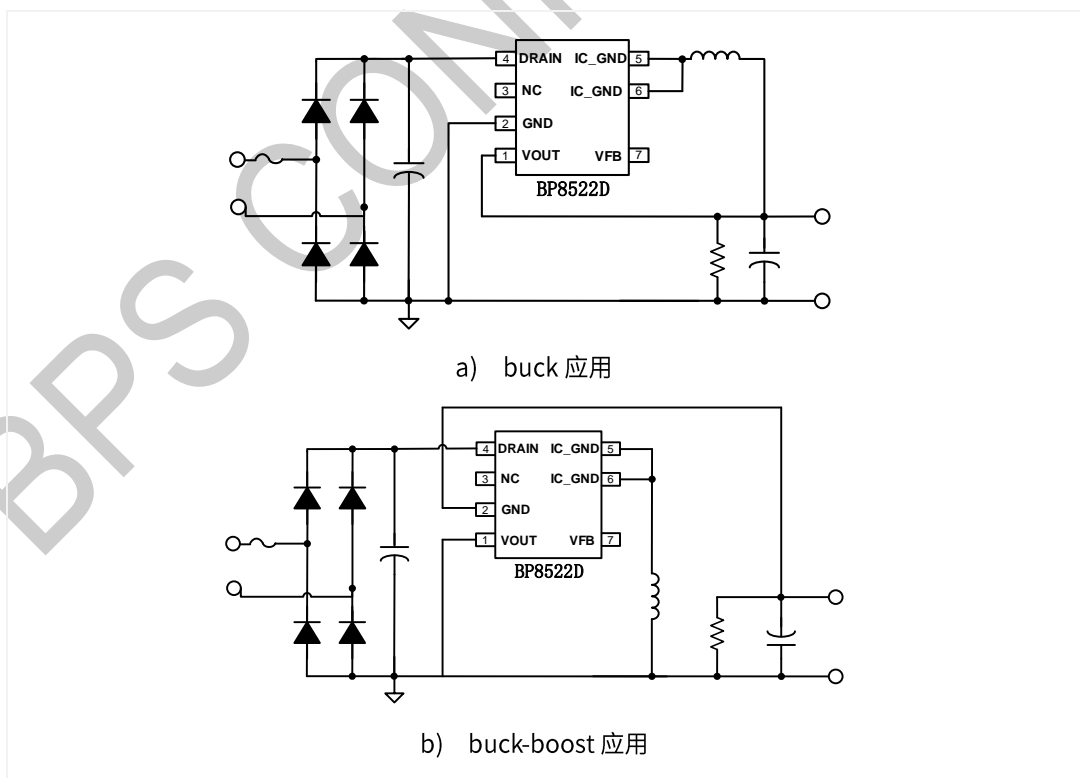 BPS CON
4 DRAIN IC_GND 5
3 NC IC_GND 6
2 GND
1 VOUT VFB 7
BP8522D
a) buck 应用
4 DRAIN IC_GND 5
3 NC IC_GND 6
2 GND
1 VOUT VFB 7
BP8522D
b) buck-boost 应用